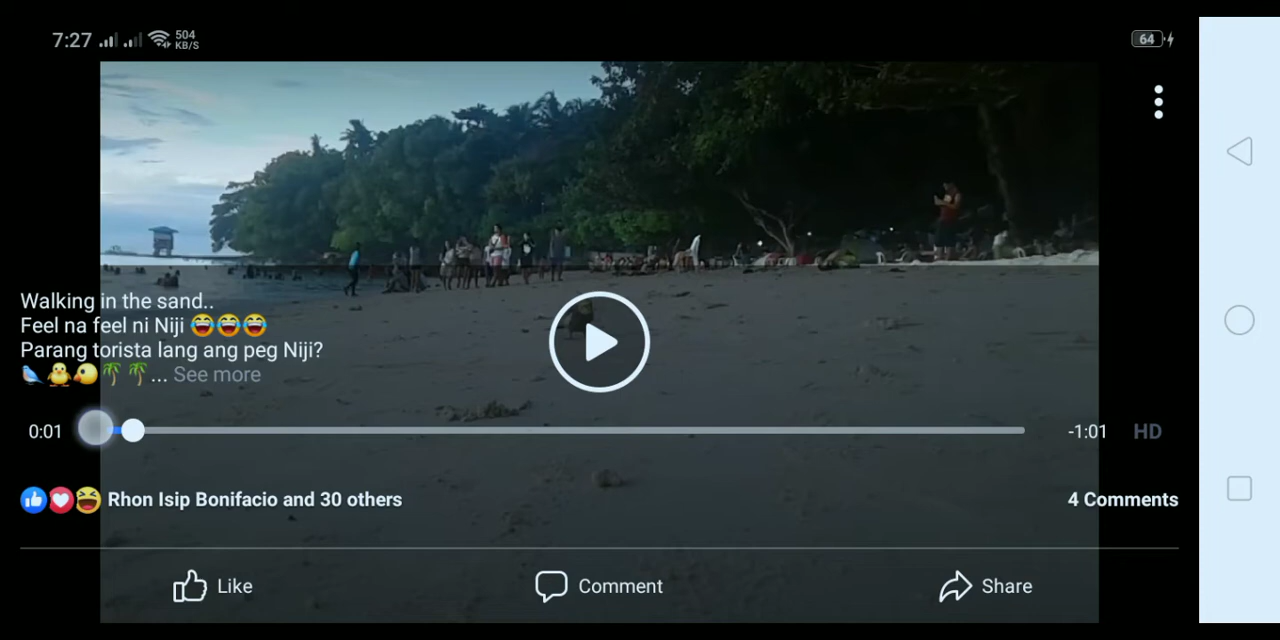 7:27 504 KB/S 64
Walking in the sand..
Feel na feel ni Niji 😂😂😂
Parang torista lang ang peg Niji?
🐦🐥🐤🌴🌴... See more
0:01 -1:01 HD
Rhon Isip Bonifacio and 30 others 4 Comments
Like Comment Share